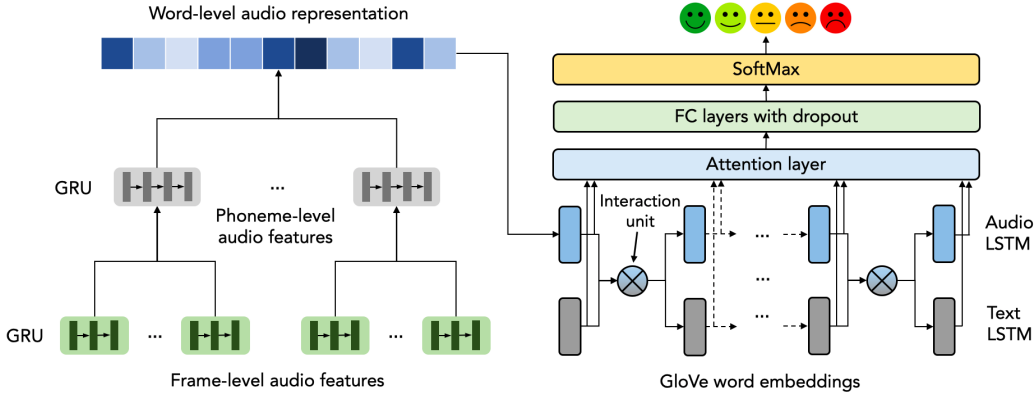 Word-level audio representation
GRU
...
Phoneme-level
audio features
GRU
...
...
Frame-level audio features
SoftMax
FC layers with dropout
Attention layer
Interaction
unit
...
...
...
Audio
LSTM
Text
LSTM
GloVe word embeddings